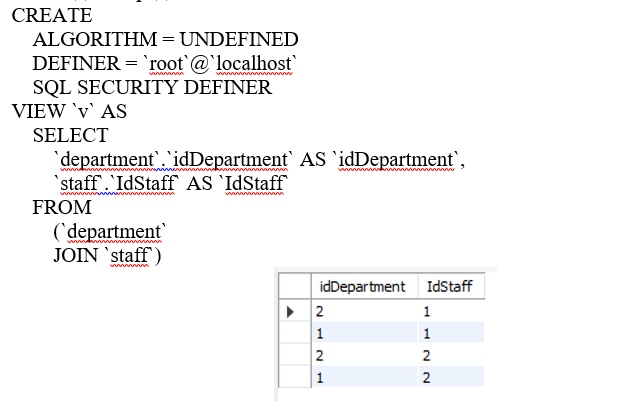 CREATE
ALGORITHM = UNDEFINED
DEFINER = `root`@`localhost`
SQL SECURITY DEFINER
VIEW `v` AS
SELECT
`department`.`idDepartment` AS `idDepartment`,
`staff`.`IdStaff` AS `IdStaff`
FROM
(`department`
JOIN `staff`)
idDepartment IdStaff
2 1
1 1
2 2
1 2